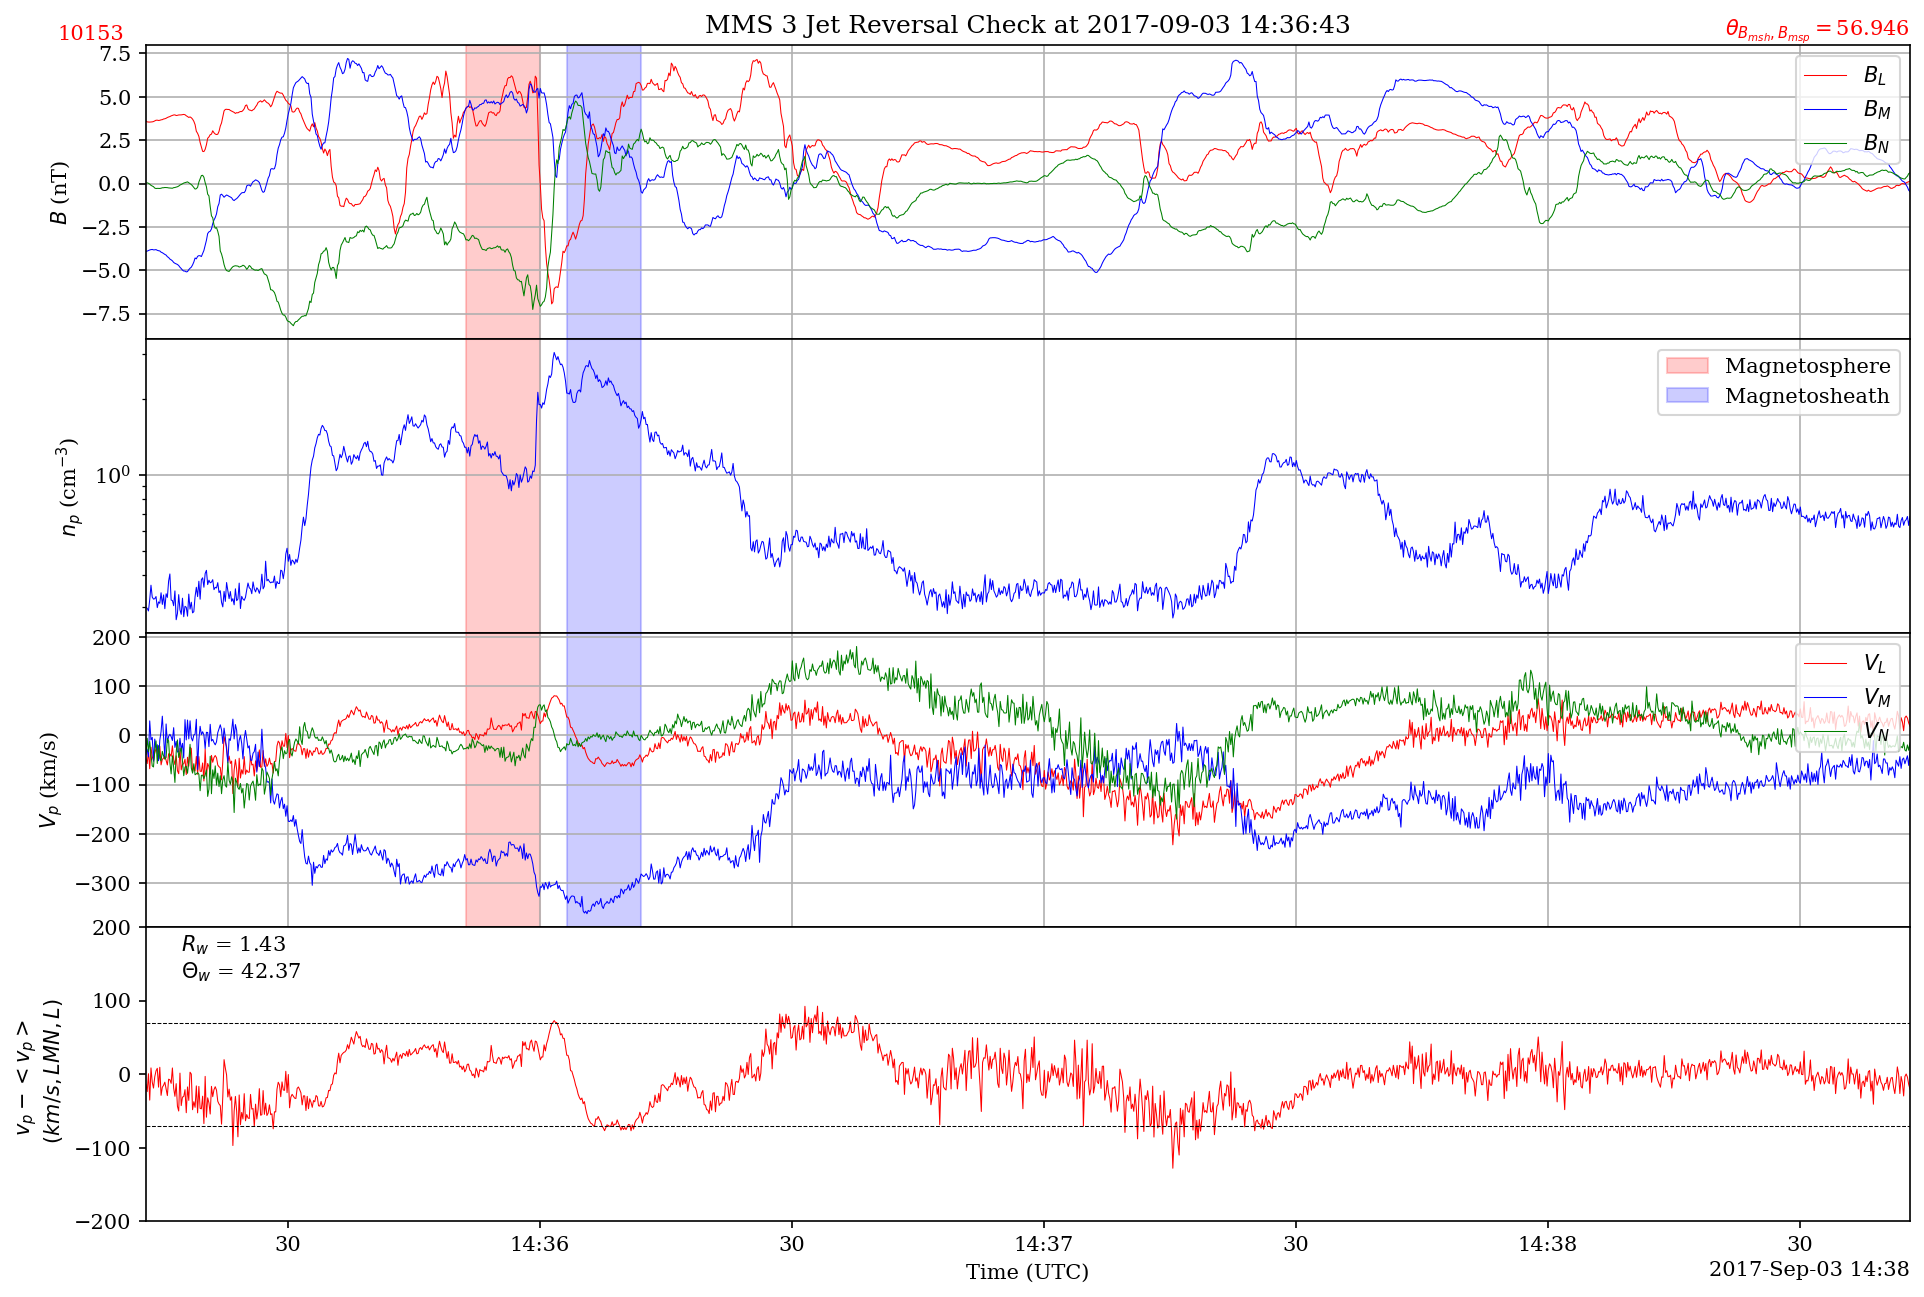 MMS 3 Jet Reversal Check at 2017-09-03 14:36:43
10153
θ_{B_{msh}, B_{msp}} = 56.946
7.5
5.0
2.5
0.0
−2.5
−5.0
−7.5
B (nT)
B_L
B_M
B_N
10^0
n_p (cm^{−3})
Magnetosphere
Magnetosheath
200
100
0
−100
−200
−300
V_p (km/s)
V_L
V_M
V_N
200
100
0
−100
−200
v_p − <v_p>
(km/s, LMN, L)
R_w = 1.43
Θ_w = 42.37
30
14:36
30
14:37
30
14:38
30
Time (UTC)
2017-Sep-03 14:38